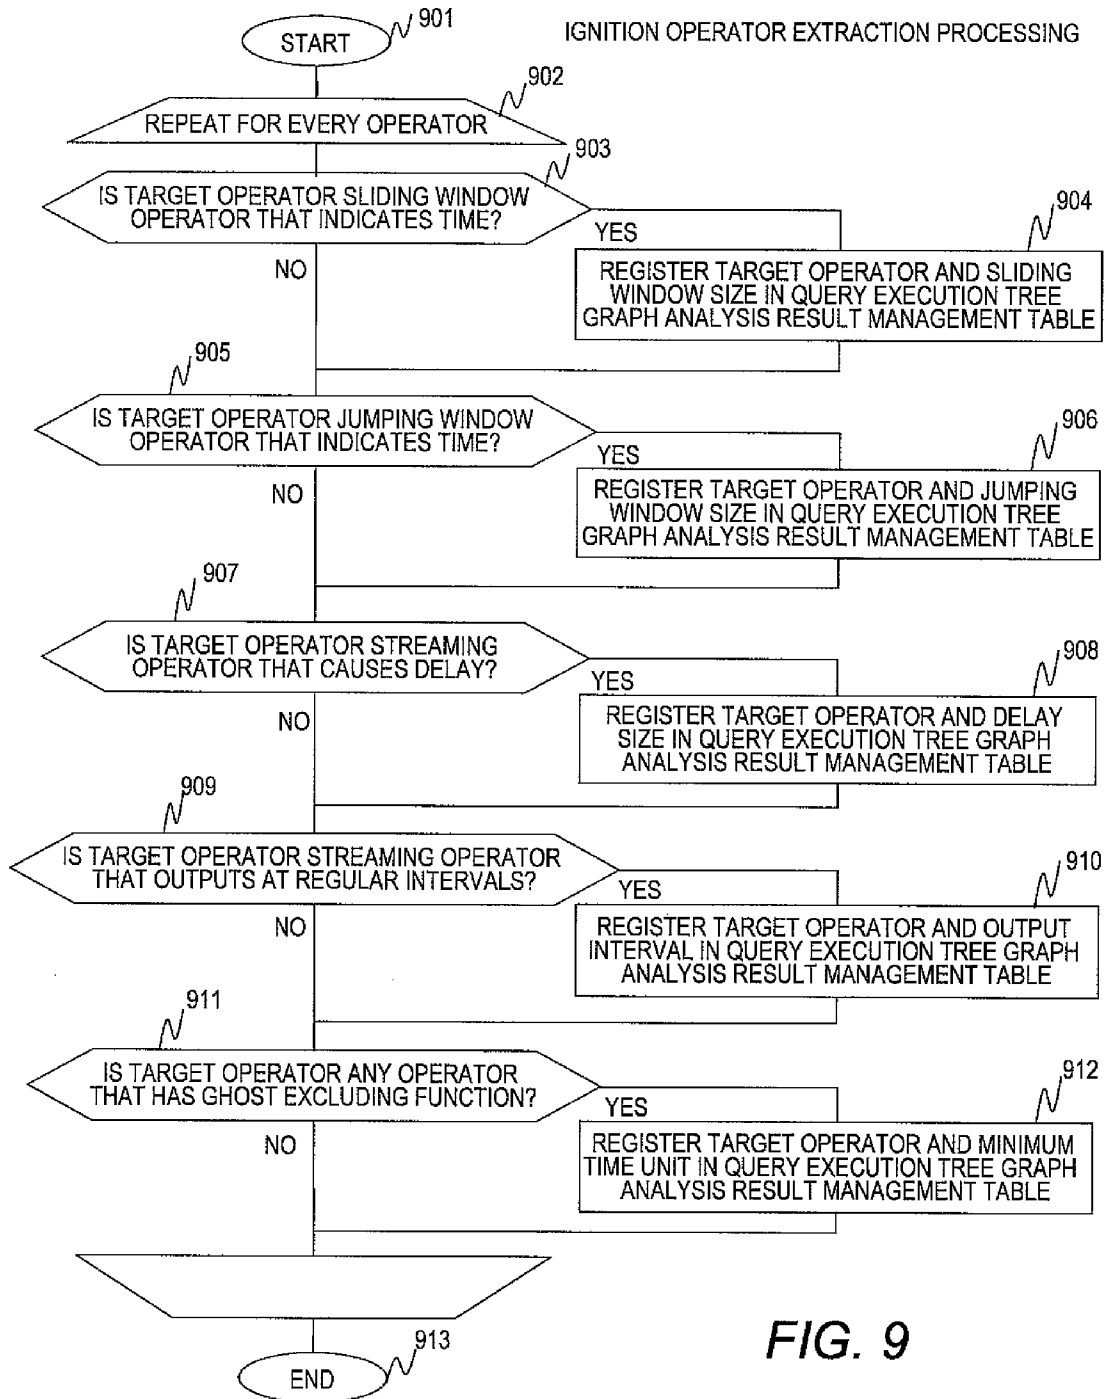 901
START
IGNITION OPERATOR EXTRACTION PROCESSING
902
REPEAT FOR EVERY OPERATOR
903
IS TARGET OPERATOR SLIDING WINDOW
OPERATOR THAT INDICATES TIME?
YES
NO
904
REGISTER TARGET OPERATOR AND SLIDING
WINDOW SIZE IN QUERY EXECUTION TREE
GRAPH ANALYSIS RESULT MANAGEMENT TABLE
905
IS TARGET OPERATOR JUMPING WINDOW
OPERATOR THAT INDICATES TIME?
YES
NO
906
REGISTER TARGET OPERATOR AND JUMPING
WINDOW SIZE IN QUERY EXECUTION TREE
GRAPH ANALYSIS RESULT MANAGEMENT TABLE
907
IS TARGET OPERATOR STREAMING
OPERATOR THAT CAUSES DELAY?
YES
NO
908
REGISTER TARGET OPERATOR AND DELAY
SIZE IN QUERY EXECUTION TREE GRAPH
ANALYSIS RESULT MANAGEMENT TABLE
909
IS TARGET OPERATOR STREAMING OPERATOR
THAT OUTPUTS AT REGULAR INTERVALS?
YES
NO
910
REGISTER TARGET OPERATOR AND OUTPUT
INTERVAL IN QUERY EXECUTION TREE GRAPH
ANALYSIS RESULT MANAGEMENT TABLE
911
IS TARGET OPERATOR ANY OPERATOR
THAT HAS GHOST EXCLUDING FUNCTION?
YES
NO
912
REGISTER TARGET OPERATOR AND MINIMUM
TIME UNIT IN QUERY EXECUTION TREE GRAPH
ANALYSIS RESULT MANAGEMENT TABLE
913
END
FIG. 9